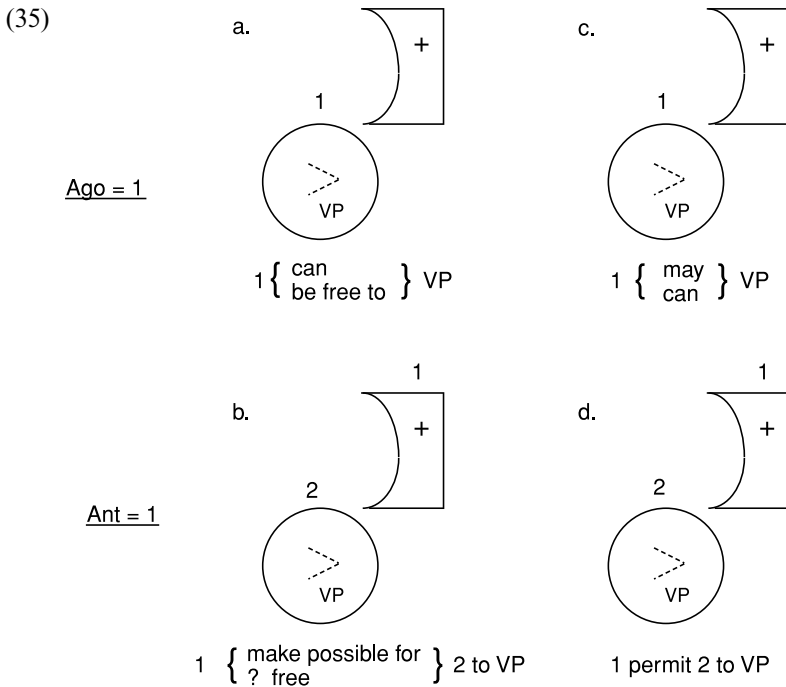 (35)
a. c.
+ +
1 1
Ago = 1
VP VP
1 { can } VP 1 { may } VP
be free to can
1 1
b. d.
+ +
2 2
Ant = 1
VP VP
1 { make possible for } 2 to VP 1 permit 2 to VP
? free